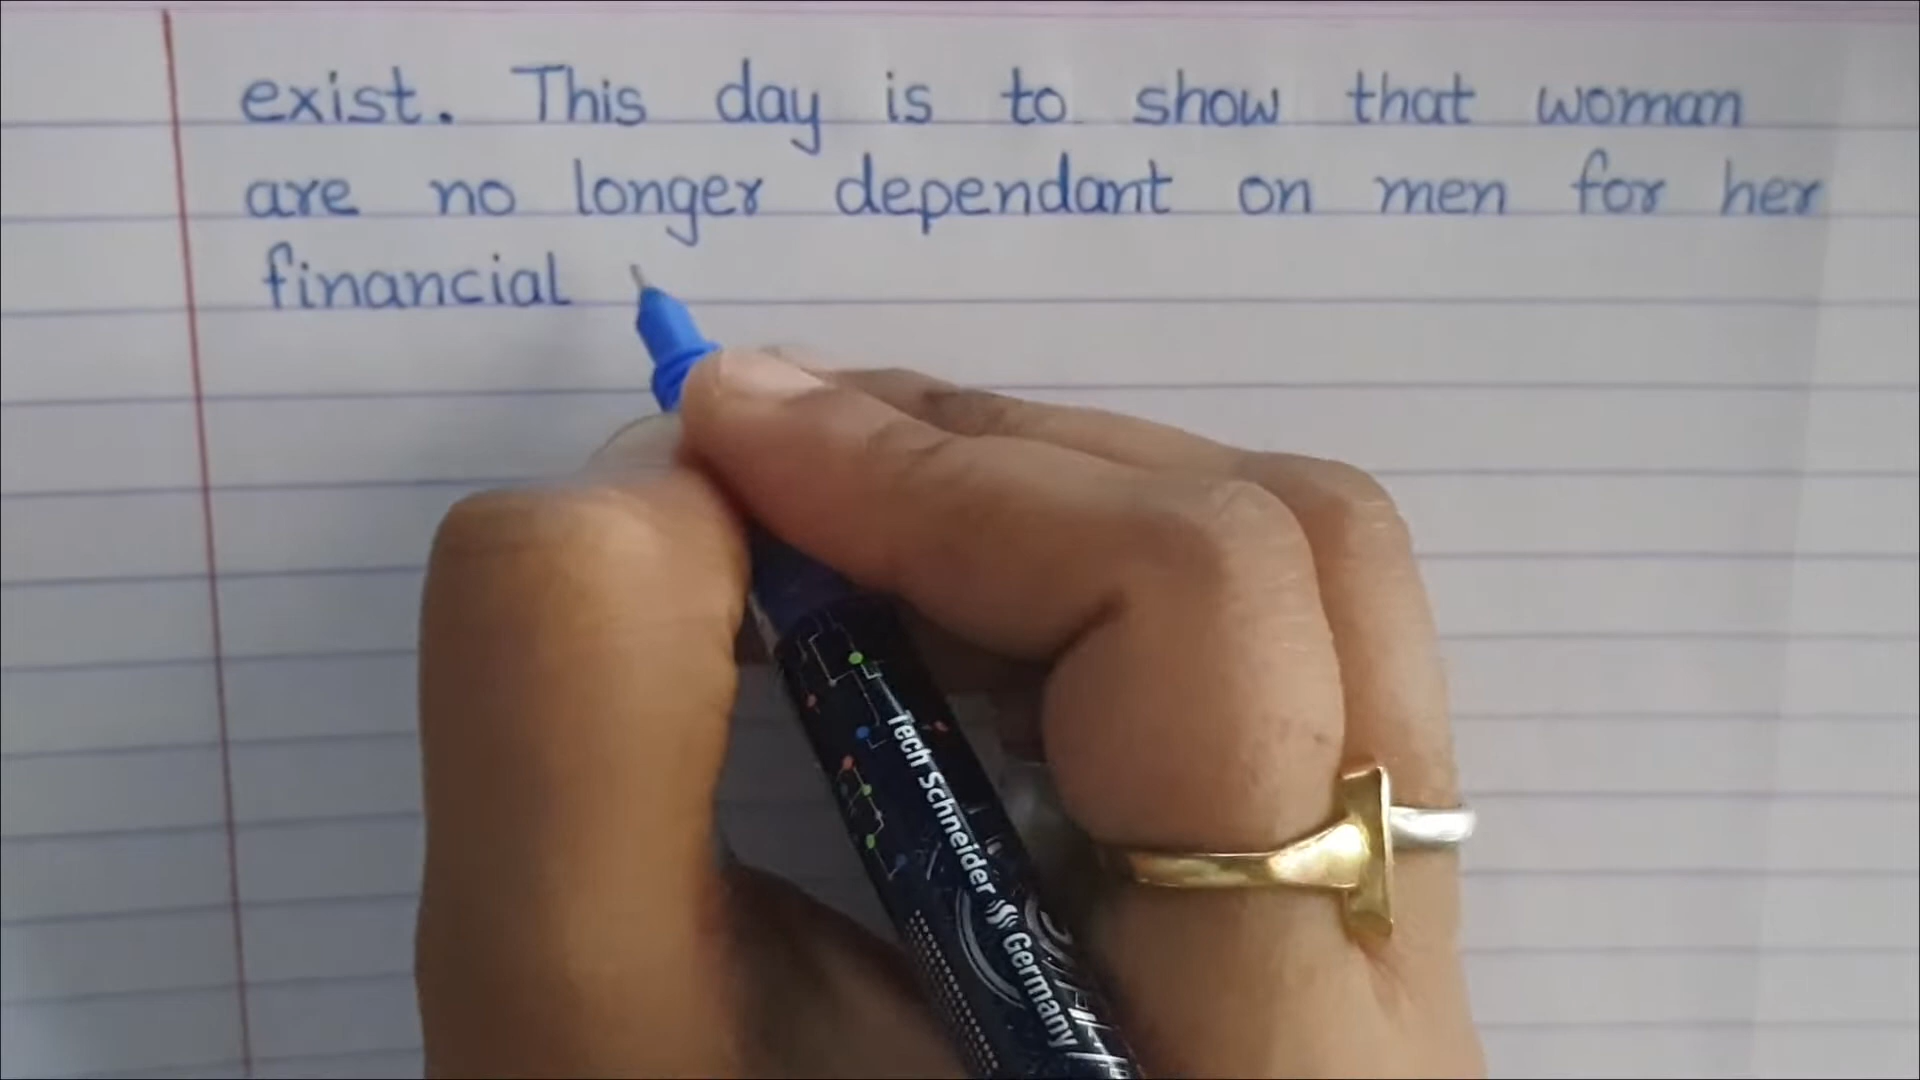 exist. This day is to show that woman
are no longer dependant on men for her
financial
Tech Schneider Germany